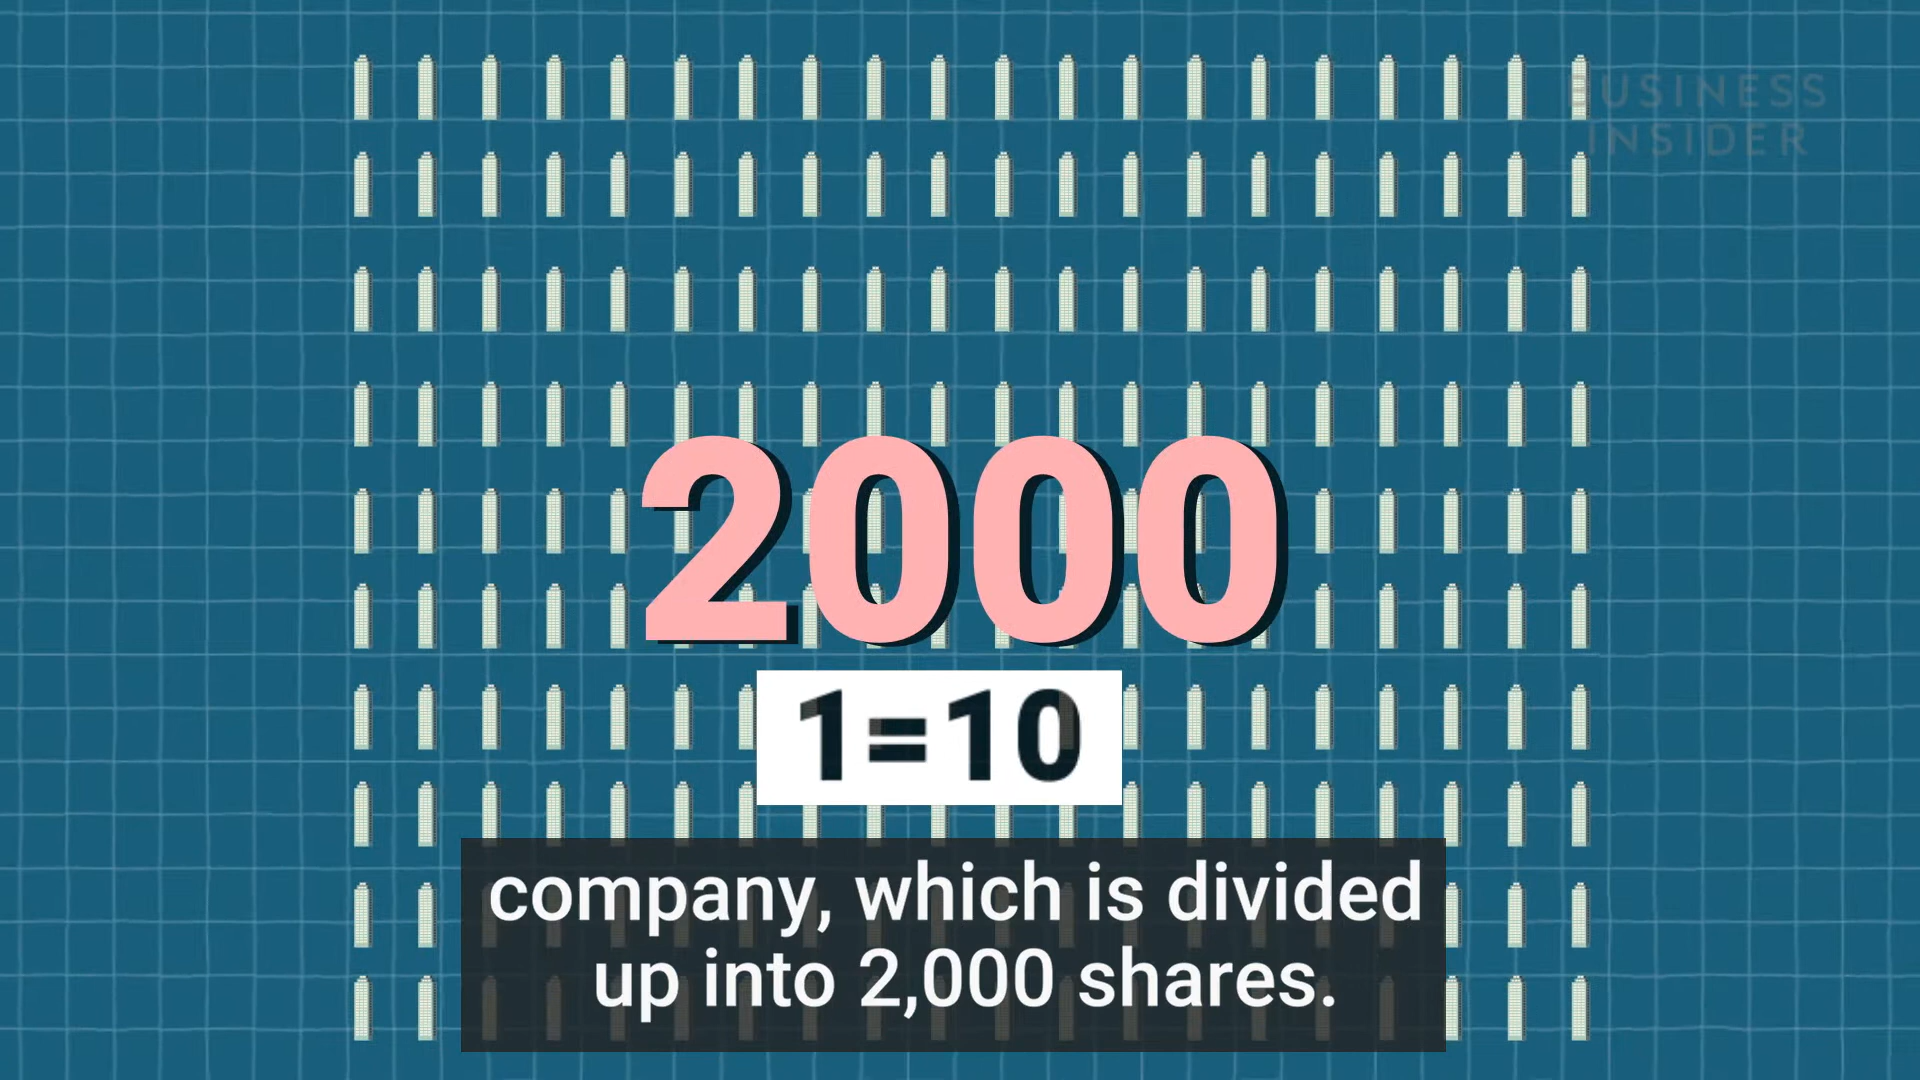 BUSINESS
INSIDER
2000
1=10
company, which is divided
up into 2,000 shares.